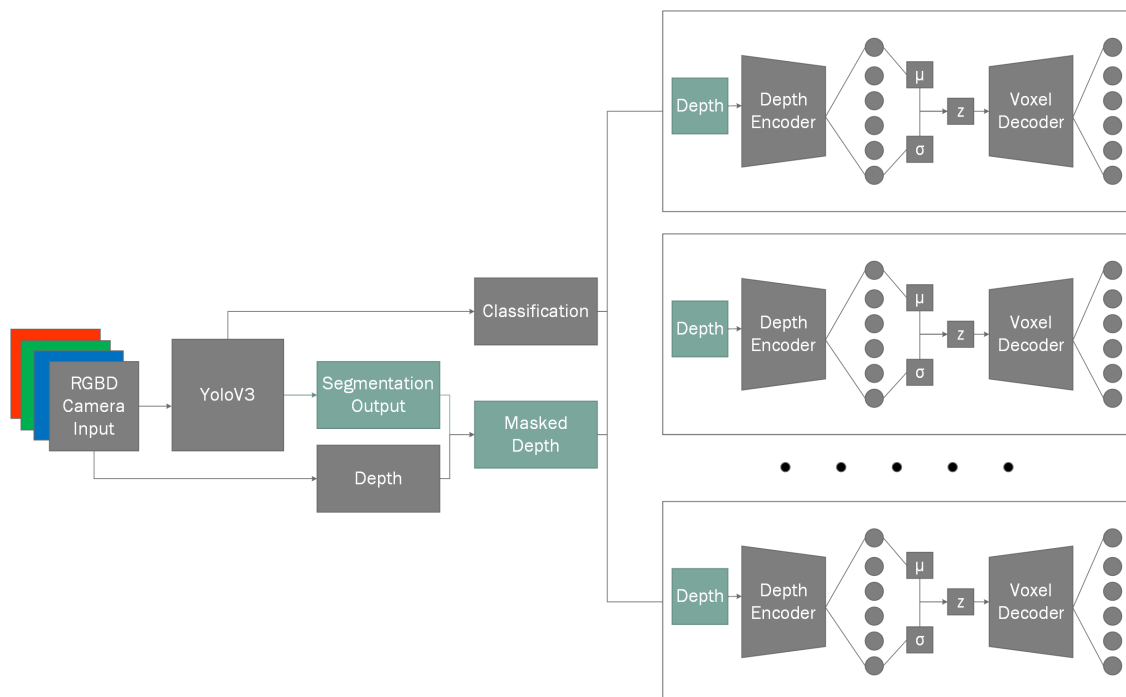 RGBD
Camera
Input
YoloV3
Segmentation
Output
Depth
Classification
Masked
Depth
Depth
Depth
Encoder
μ
σ
z
Voxel
Decoder
Depth
Depth
Encoder
μ
σ
z
Voxel
Decoder
Depth
Depth
Encoder
μ
σ
z
Voxel
Decoder